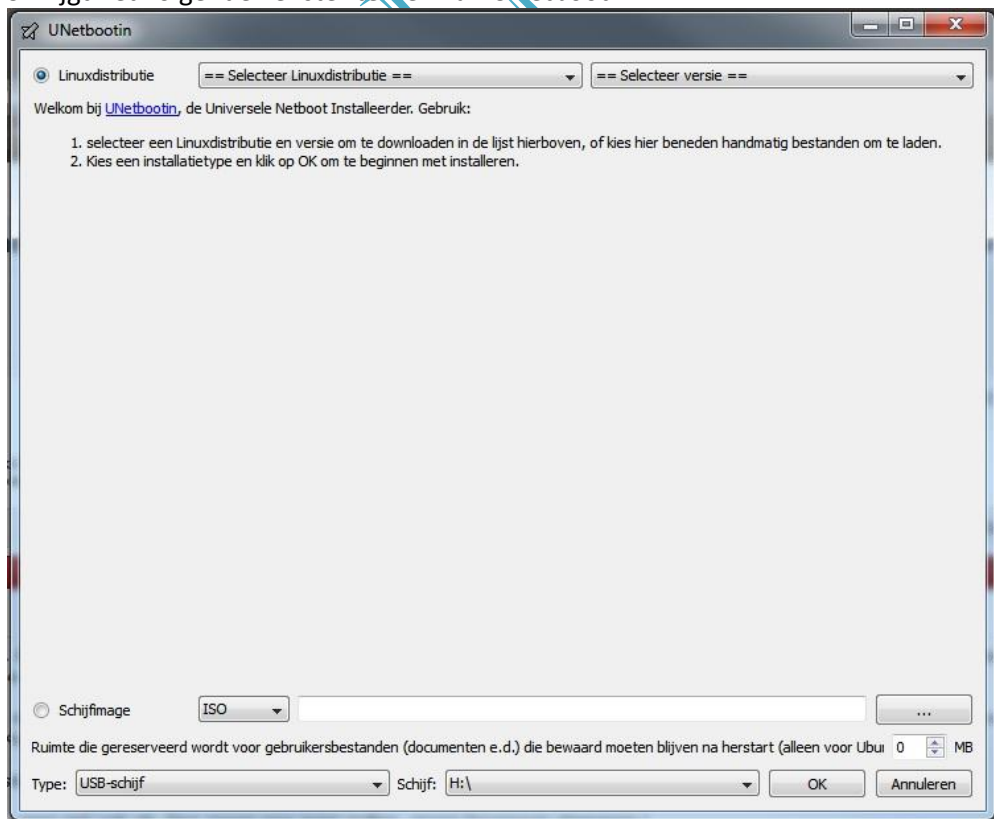 UNetbootin
Linuxdistributie == Selecteer Linuxdistributie == == Selecteer versie ==
Welkom bij UNetbootin, de Universele Netboot Installeerder. Gebruik:
1. selecteer een Linuxdistributie en versie om te downloaden in de lijst hierboven, of kies hier beneden handmatig bestanden om te laden.
2. Kies een installatietype en klik op OK om te beginnen met installeren.
Schijfimage ISO ...
Ruimte die gereserveerd wordt voor gebruikersbestanden (documenten e.d.) die bewaard moeten blijven na herstart (alleen voor Ubu 0 MB
Type: USB-schijf Schijf: H:\ OK Annuleren